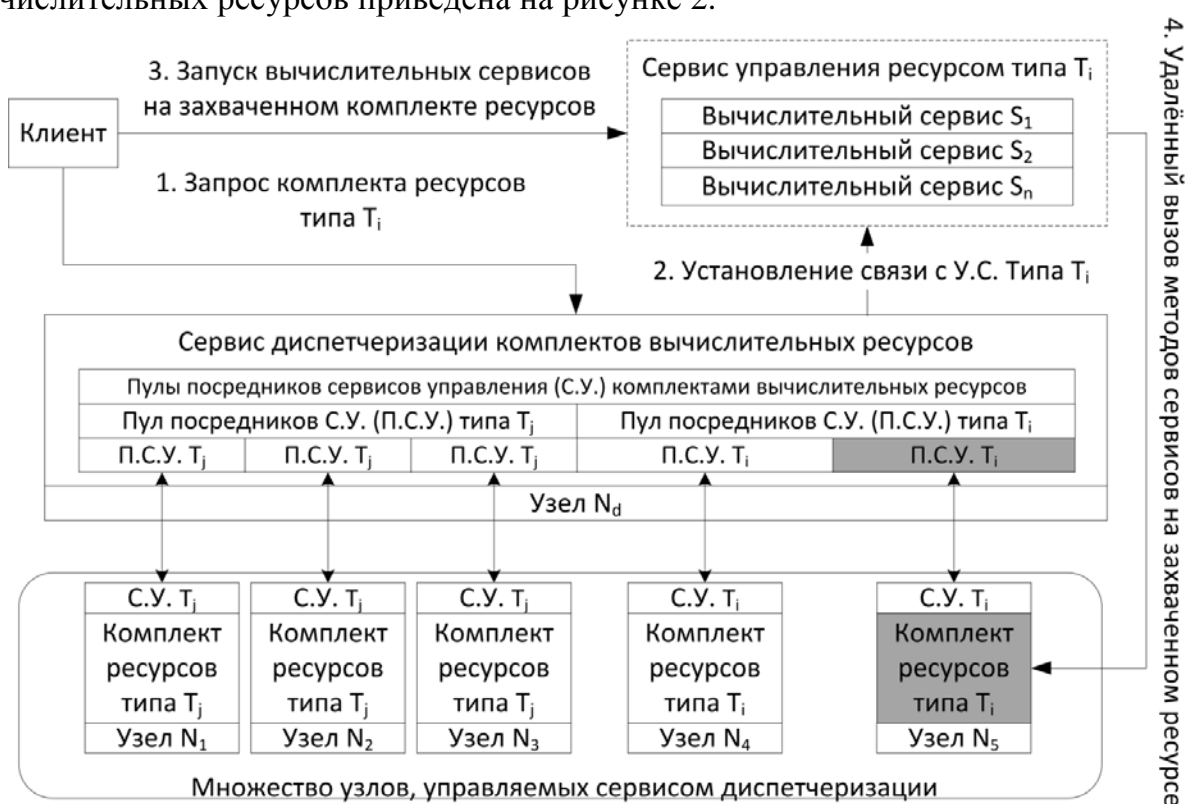 числительных ресурсов приведена на рисунке 2.
3. Запуск вычислительных сервисов
на захваченном комплекте ресурсов
Клиент
1. Запрос комплекта ресурсов
типа Ti
Сервис управления ресурсом типа Ti
Вычислительный сервис S1
Вычислительный сервис S2
Вычислительный сервис Sn
2. Установление связи с У.С. Типа Ti
4. Удалённый вызов методов сервисов на захваченном ресурсе
Сервис диспетчеризации комплектов вычислительных ресурсов
Пулы посредников сервисов управления (С.У.) комплектами вычислительных ресурсов
Пул посредников С.У. (П.С.У.) типа Tj
Пул посредников С.У. (П.С.У.) типа Ti
П.С.У. Tj
П.С.У. Tj
П.С.У. Tj
П.С.У. Ti
П.С.У. Ti
Узел Nd
С.У. Tj
Комплект
ресурсов
типа Tj
Узел N1
С.У. Tj
Комплект
ресурсов
типа Tj
Узел N2
С.У. Tj
Комплект
ресурсов
типа Tj
Узел N3
С.У. Ti
Комплект
ресурсов
типа Ti
Узел N4
С.У. Ti
Комплект
ресурсов
типа Ti
Узел N5
Множество узлов, управляемых сервисом диспетчеризации